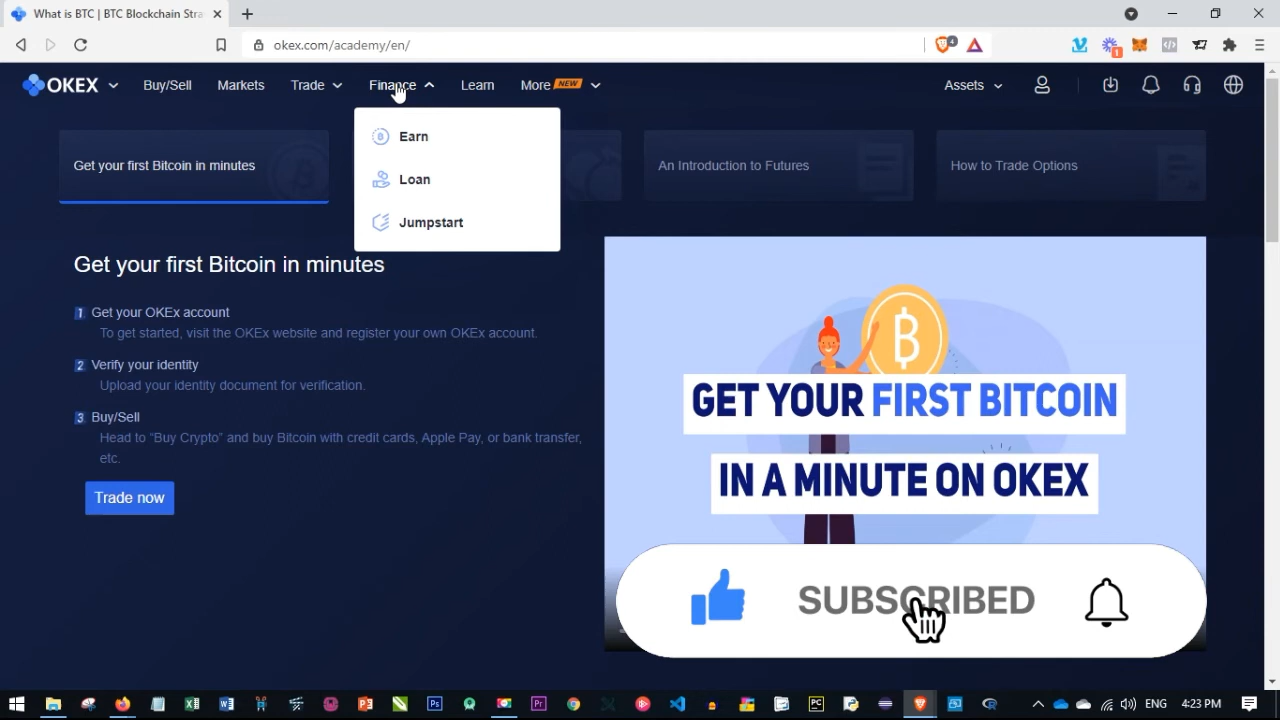 What is BTC | BTC Blockchain Stra
okex.com/academy/en/
4
1
OKEX
Buy/Sell
Markets
Trade
Finance
Learn
More NEW
Assets
Earn
Loan
Jumpstart
Get your first Bitcoin in minutes
An Introduction to Futures
How to Trade Options
Get your first Bitcoin in minutes
1 Get your OKEx account
To get started, visit the OKEx website and register your own OKEx account.
2 Verify your identity
Upload your identity document for verification.
3 Buy/Sell
Head to “Buy Crypto” and buy Bitcoin with credit cards, Apple Pay, or bank transfer,
etc.
Trade now
GET YOUR FIRST BITCOIN
IN A MINUTE ON OKEX
SUBSCRIBED
ENG
4:23 PM